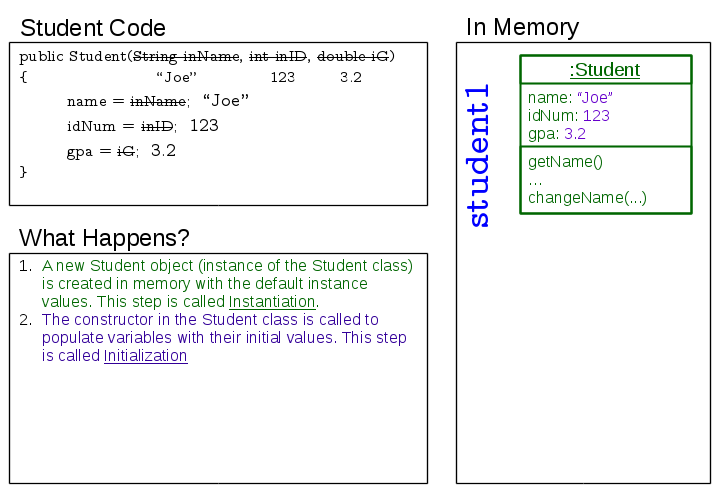 Student Code
public Student(String inName, int inID, double iG)
{ “Joe” 123 3.2
name = inName; “Joe”
idNum = inID; 123
gpa = iG; 3.2
}
What Happens?
1. A new Student object (instance of the Student class)
is created in memory with the default instance
values. This step is called Instantiation.
2. The constructor in the Student class is called to
populate variables with their initial values. This step
is called Initialization
In Memory
student1
:Student
name: “Joe”
idNum: 123
gpa: 3.2
getName()
...
changeName(...)